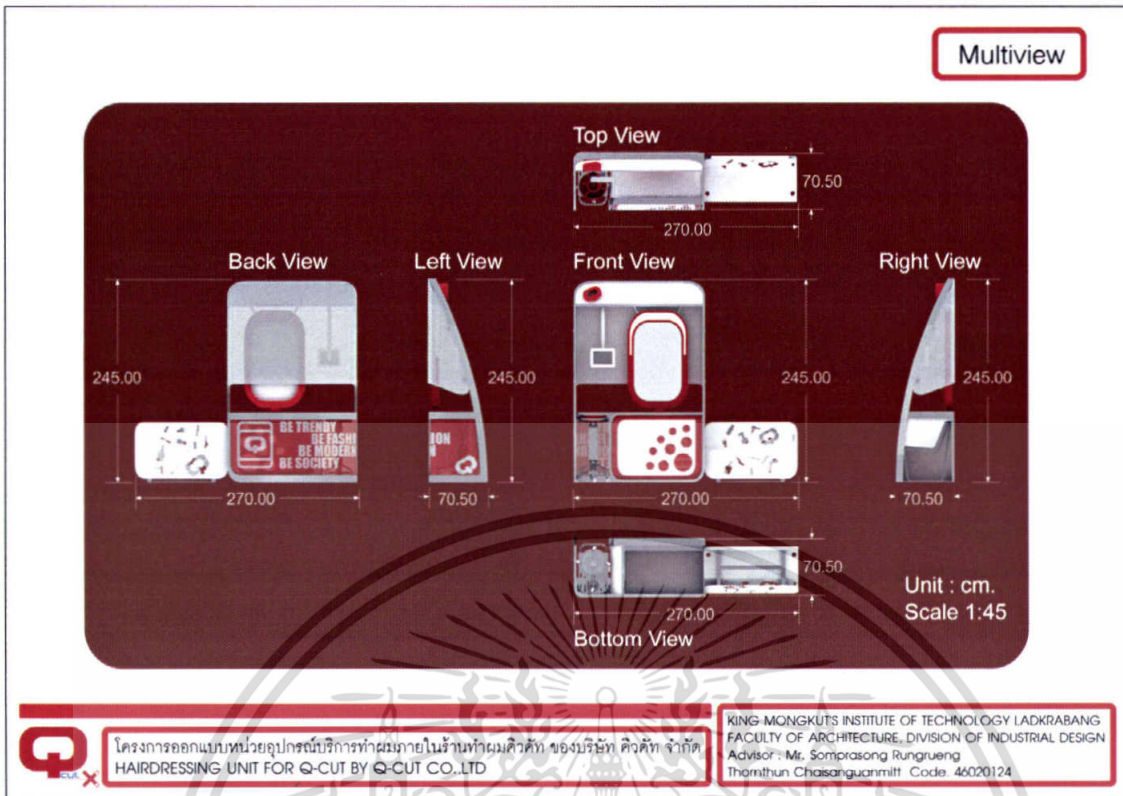 Multiview
Top View
70.50
270.00
Back View
Left View
Front View
Right View
245.00
245.00
245.00
245.00
BE TRENDY
BE FASHI
BE MODERN
BE SOCIETY
ION
N
270.00
70.50
270.00
70.50
70.50
270.00
Bottom View
Unit : cm.
Scale 1:45
Q
CUT
โครงการออกแบบหน่วยอุปกรณ์บริการทำผมภายในร้านทำผมคิวคัท ของบริษัท คิวคัท จำกัด
HAIRDRESSING UNIT FOR Q-CUT BY Q-CUT CO.,LTD
KING MONGKUT'S INSTITUTE OF TECHNOLOGY LADKRABANG
FACULTY OF ARCHITECTURE, DIVISION OF INDUSTRIAL DESIGN
Advisor : Mr. Somprasong Rungrueng
Thornthun Chaisanguanmitt Code. 46020124